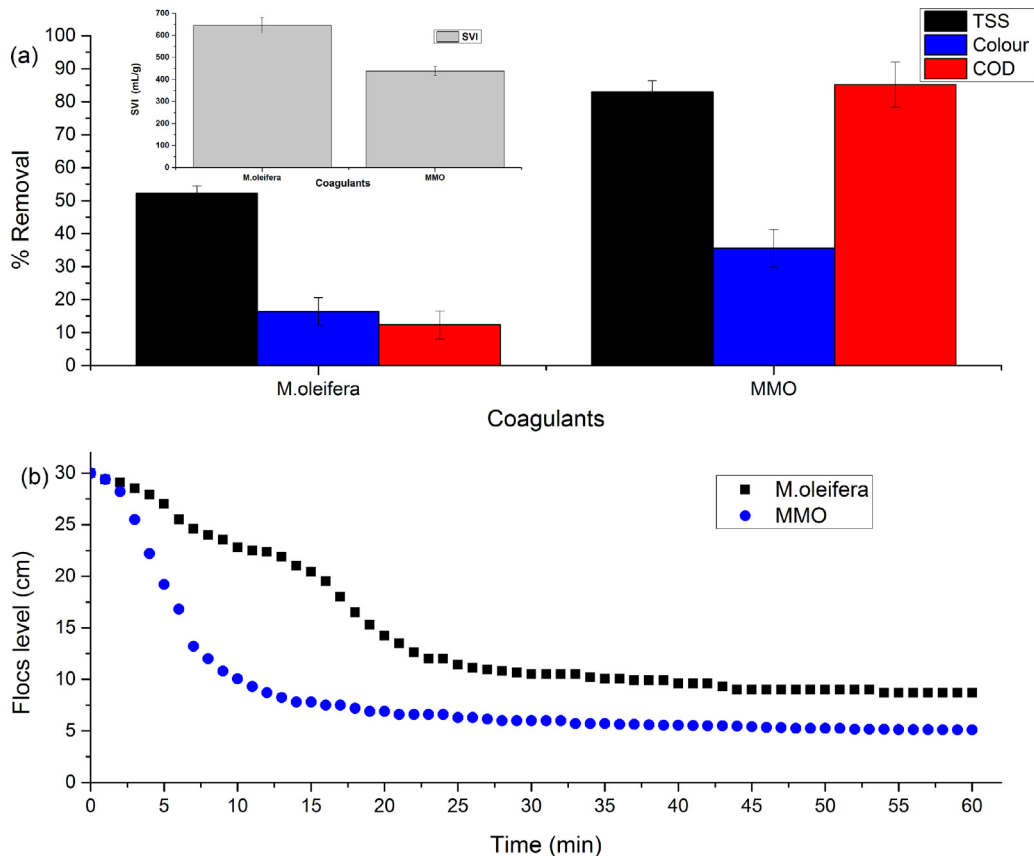 (a)
TSS
Colour
COD
% Removal
100
90
80
70
60
50
40
30
20
10
0
M.oleifera
MMO
Coagulants
SVI (mL/g)
700
600
500
400
300
200
100
0
SVI
M.oleifera
MMO
Coagulants
(b)
M.oleifera
MMO
Flocs level (cm)
30
25
20
15
10
5
0
0 5 10 15 20 25 30 35 40 45 50 55 60
Time (min)